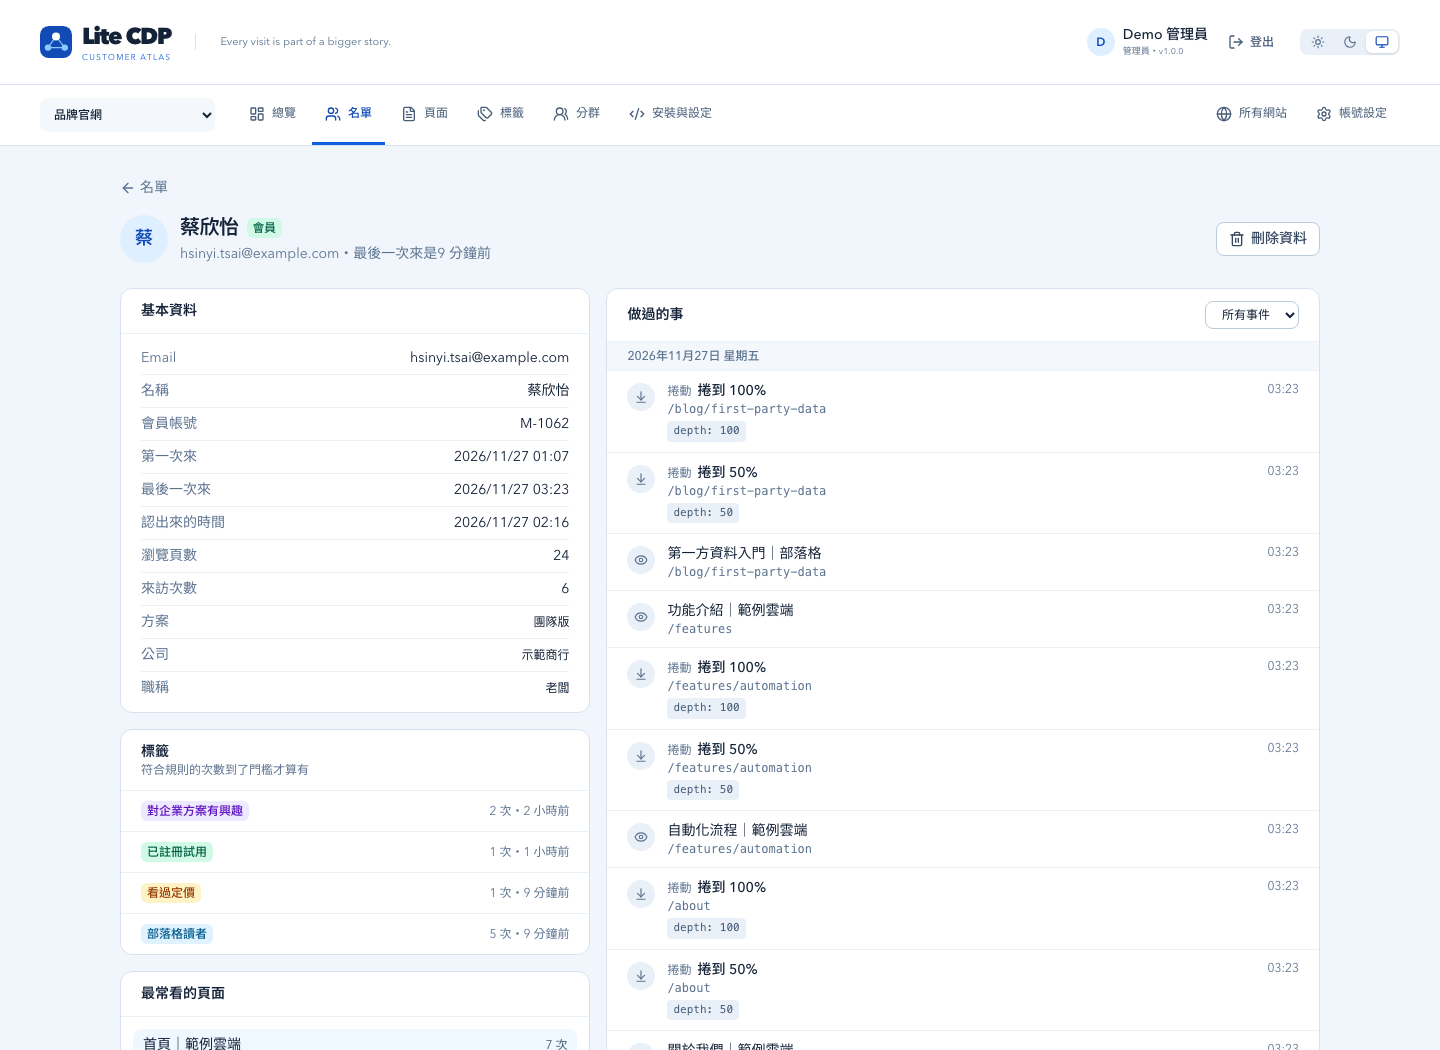 Lite CDP
CUSTOMER ATLAS
Every visit is part of a bigger story.
D
Demo 管理員
管理員・v1.0.0
登出
品牌官網
總覽
名單
頁面
標籤
分群
安裝與設定
所有網站
帳號設定
名單
蔡
蔡欣怡 會員
hsinyi.tsai@example.com・最後一次來是9 分鐘前
刪除資料
基本資料
Email hsinyi.tsai@example.com
名稱 蔡欣怡
會員帳號 M-1062
第一次來 2026/11/27 01:07
最後一次來 2026/11/27 03:23
認出來的時間 2026/11/27 02:16
瀏覽頁數 24
來訪次數 6
方案 團隊版
公司 示範商行
職稱 老闆
標籤
符合規則的次數到了門檻才算有
對企業方案有興趣 2 次・2 小時前
已註冊試用 1 次・1 小時前
看過定價 1 次・9 分鐘前
部落格讀者 5 次・9 分鐘前
最常看的頁面
首頁｜範例雲端 7 次
做過的事
所有事件
2026年11月27日 星期五
捲動 捲到 100% 03:23
/blog/first-party-data
depth: 100
捲動 捲到 50% 03:23
/blog/first-party-data
depth: 50
第一方資料入門｜部落格 03:23
/blog/first-party-data
功能介紹｜範例雲端 03:23
/features
捲動 捲到 100% 03:23
/features/automation
depth: 100
捲動 捲到 50% 03:23
/features/automation
depth: 50
自動化流程｜範例雲端 03:23
/features/automation
捲動 捲到 100% 03:23
/about
depth: 100
捲動 捲到 50% 03:23
/about
depth: 50
關於我們｜範例雲端 03:23